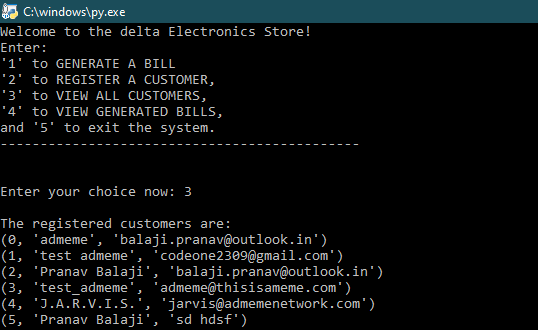 C:\windows\py.exe
Welcome to the delta Electronics Store!
Enter:
'1' to GENERATE A BILL
'2' to REGISTER A CUSTOMER,
'3' to VIEW ALL CUSTOMERS,
'4' to VIEW GENERATED BILLS,
and '5' to exit the system.
---------------------------------------------
Enter your choice now: 3
The registered customers are:
(0, 'admeme', 'balaji.pranav@outlook.in')
(1, 'test admeme', 'codeone2309@gmail.com')
(2, 'Pranav Balaji', 'balaji.pranav@outlook.in')
(3, 'test_admeme', 'admeme@thisisameme.com')
(4, 'J.A.R.V.I.S.', 'jarvis@admemenetwork.com')
(5, 'Pranav Balaji', 'sd hdsf')